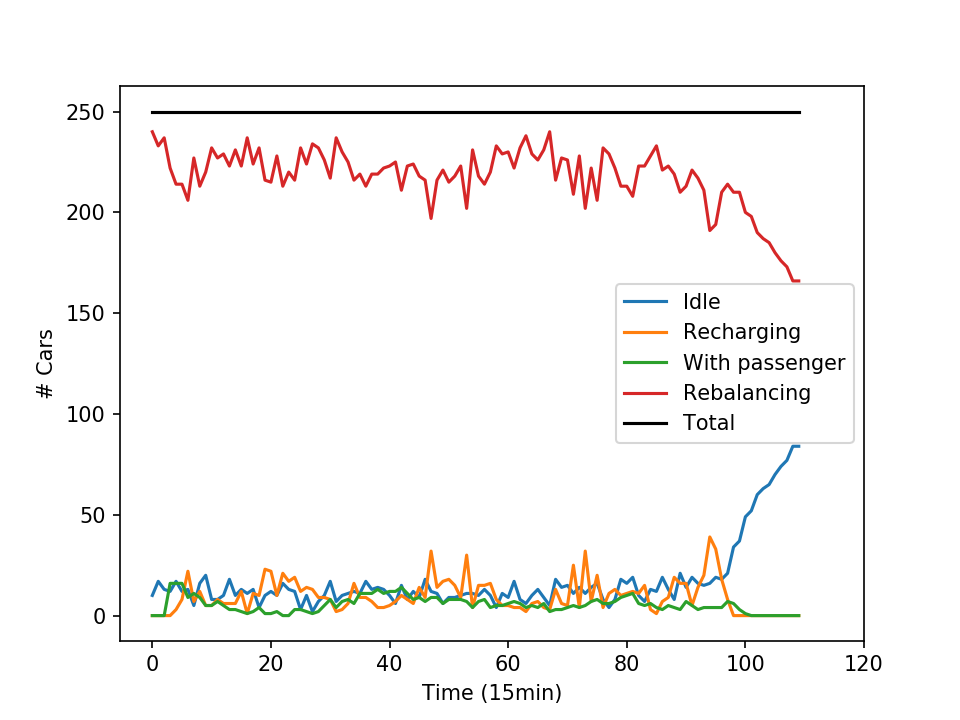 250
200
150
100
50
0
# Cars
Idle
Recharging
With passenger
Rebalancing
Total
0 20 40 60 80 100 120
Time (15min)